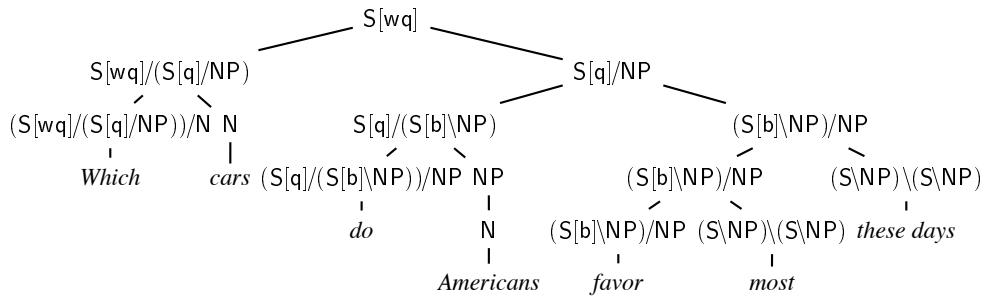 S[wq]
S[wq]/(S[q]/NP) S[q]/NP
(S[wq]/(S[q]/NP))/N N S[q]/(S[b]\NP) (S[b]\NP)/NP
Which cars (S[q]/(S[b]\NP))/NP NP (S[b]\NP)/NP (S\NP)\(S\NP)
do N (S[b]\NP)/NP (S\NP)\(S\NP) these days
Americans favor most